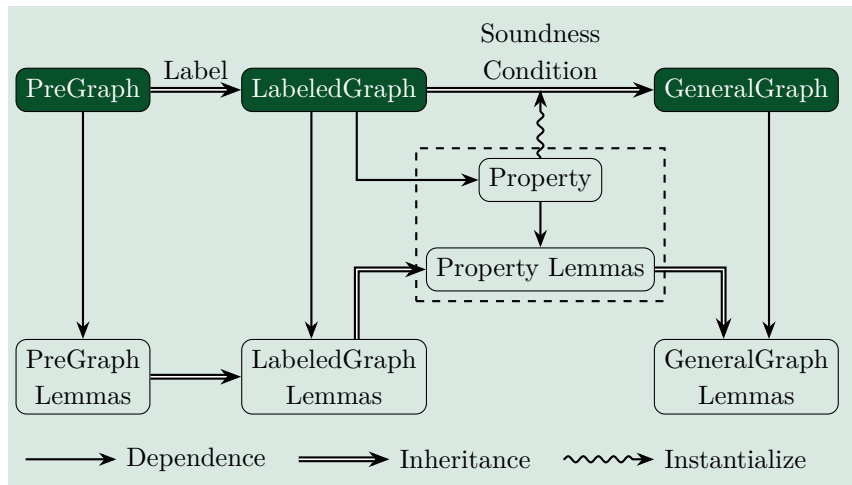 Soundness
Condition
Label
PreGraph
LabeledGraph
GeneralGraph
Property
Property Lemmas
PreGraph
Lemmas
LabeledGraph
Lemmas
GeneralGraph
Lemmas
Dependence
Inheritance
Instantialize